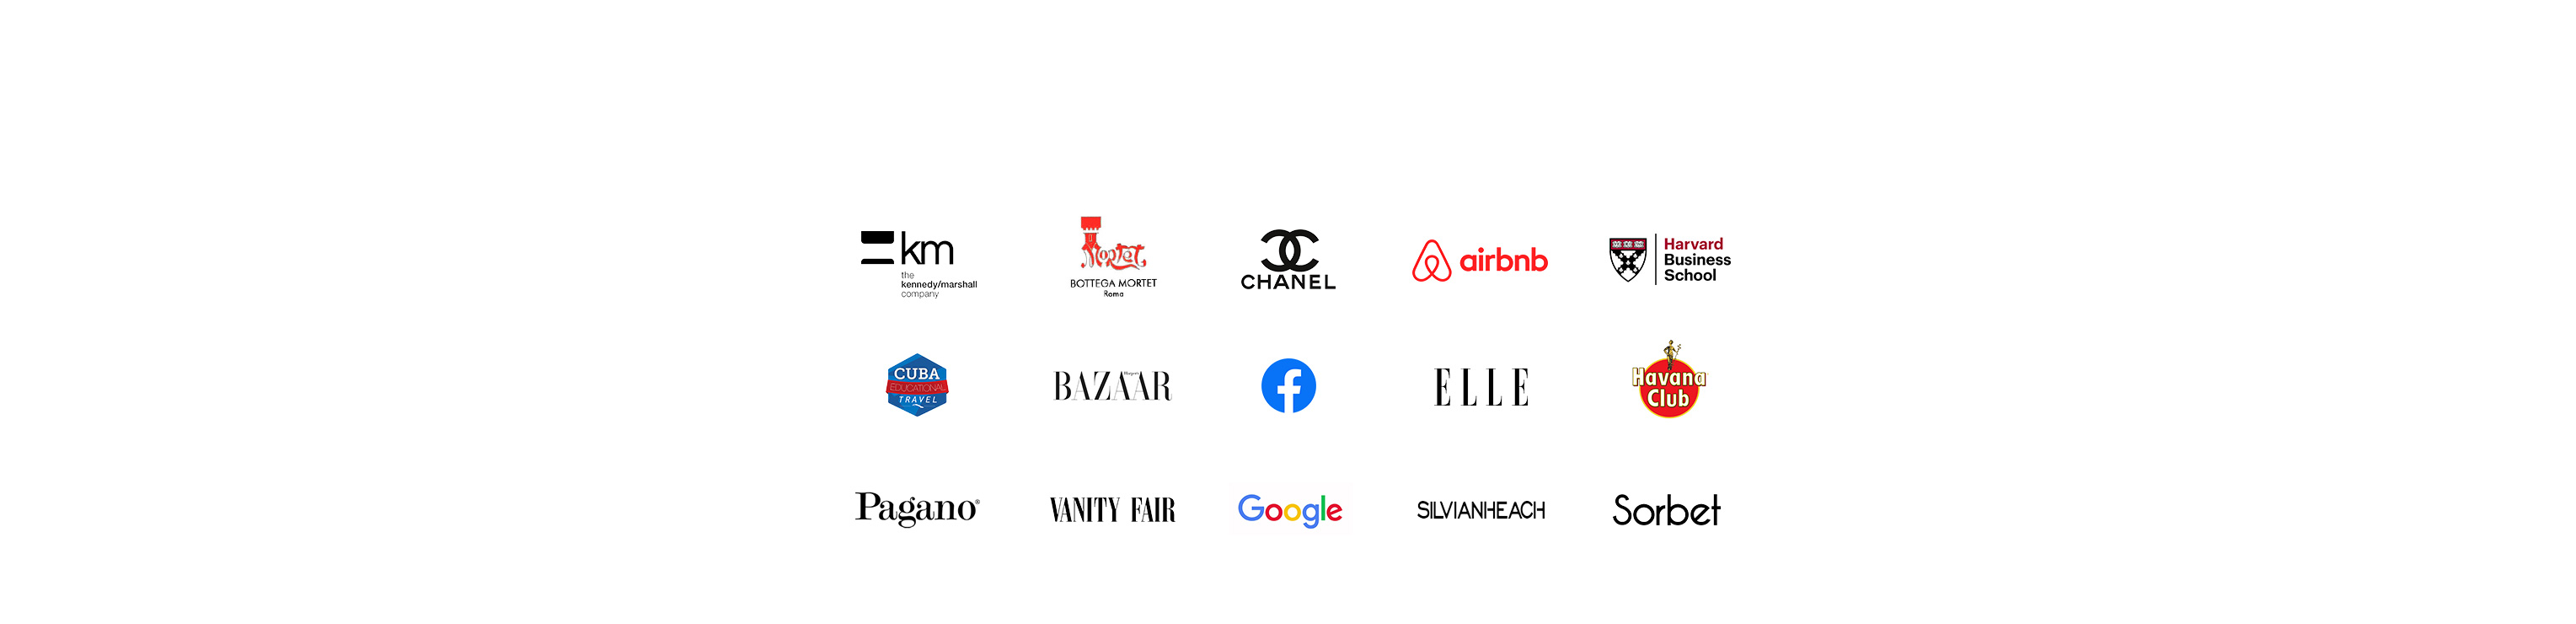 km
the
kennedy/marshall
company
Mortet
BOTTEGA MORTET
Roma
CHANEL
airbnb
Harvard
Business
School
CUBA
EDUCATIONAL
TRAVEL
Harper's
BAZAAR
f
ELLE
Havana
Club
Pagano®
VANITY FAIR
Google
SILVIANHEACH
Sorbet